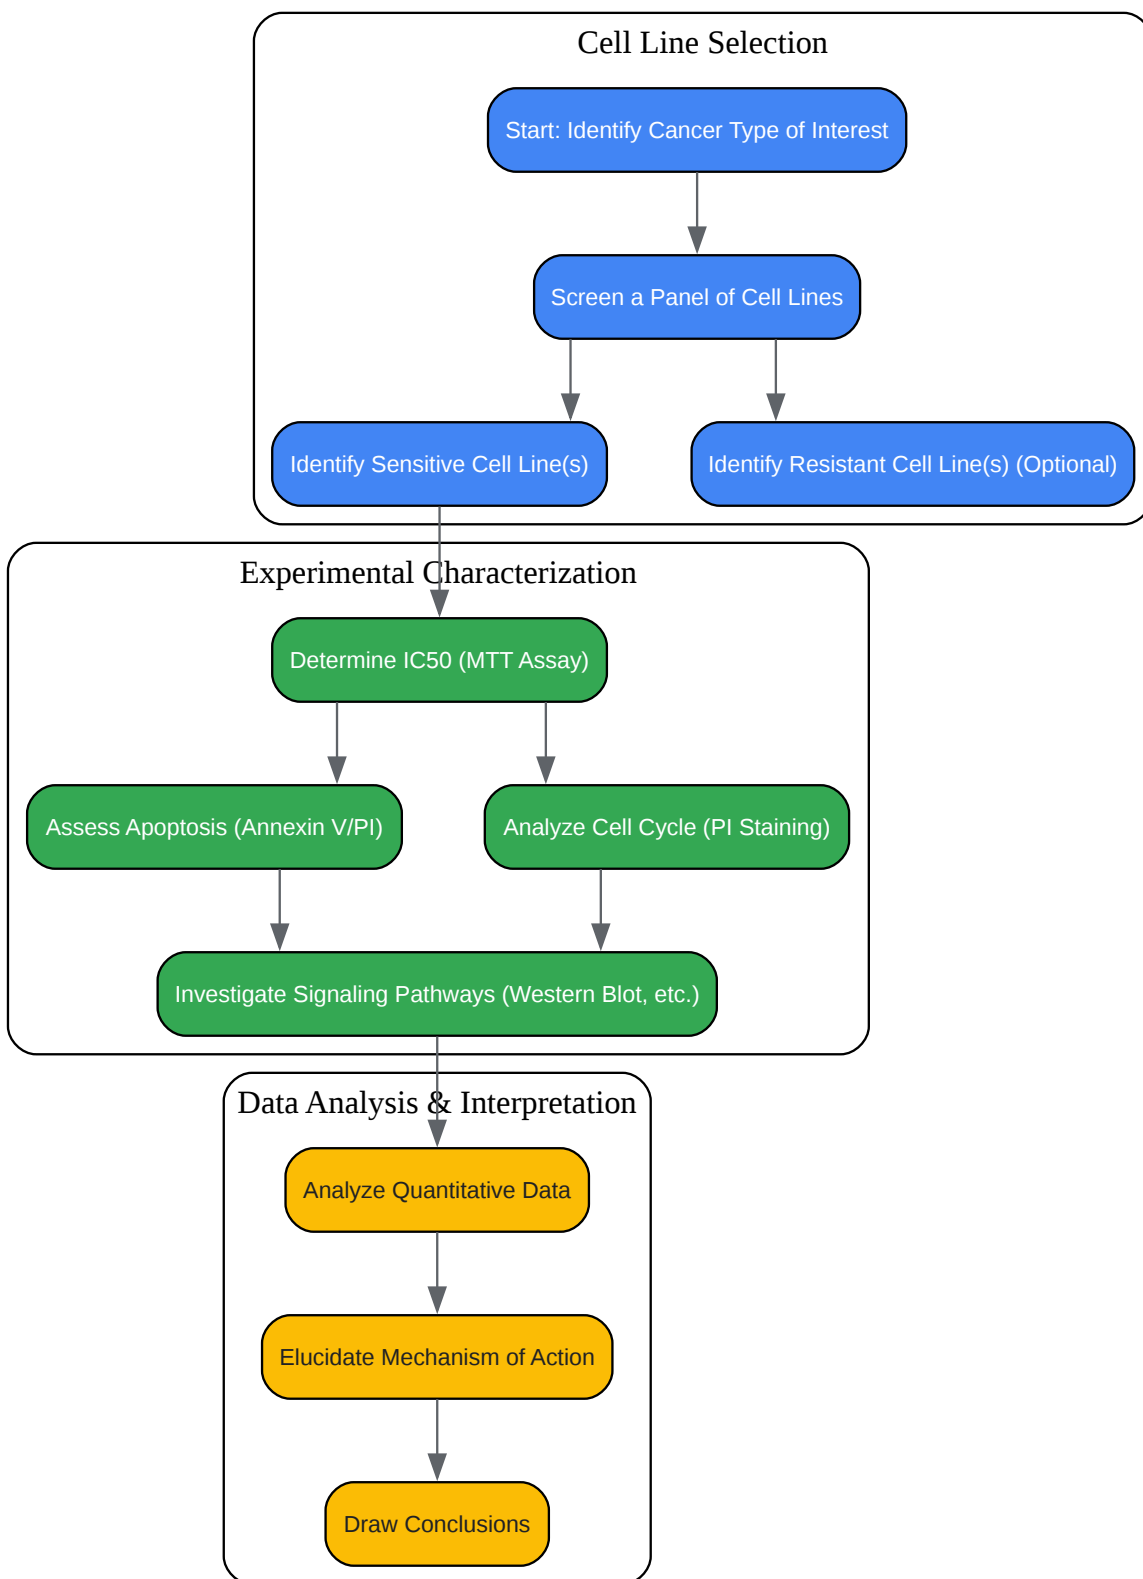 Cell Line Selection
Start: Identify Cancer Type of Interest
Screen a Panel of Cell Lines
Identify Sensitive Cell Line(s)
Identify Resistant Cell Line(s) (Optional)
Experimental Characterization
Determine IC50 (MTT Assay)
Assess Apoptosis (Annexin V/PI)
Analyze Cell Cycle (PI Staining)
Investigate Signaling Pathways (Western Blot, etc.)
Data Analysis & Interpretation
Analyze Quantitative Data
Elucidate Mechanism of Action
Draw Conclusions